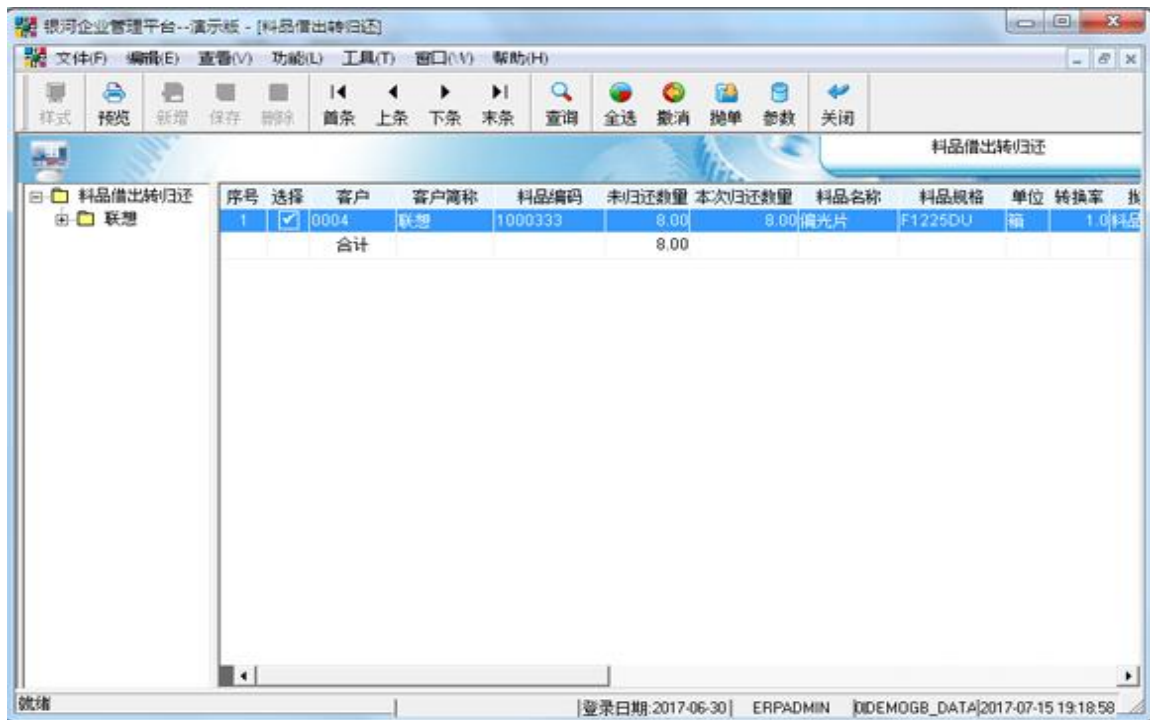 银河企业管理平台--演示版 - [料品借出转归还]
文件(F) 编辑(E) 查看(V) 功能(L) 工具(T) 窗口(W) 帮助(H)
样式 预览 新增 保存 删除 首条 上条 下条 末条 查询 全选 撤消 抛单 参数 关闭
料品借出转归还
料品借出转归还
联想
序号 选择 客户 客户简称 料品编码 未归还数量 本次归还数量 料品名称 料品规格 单位 转换率
1 0004 联想 1000333 8.00 8.00 偏光片 F1225DU 箱 1.0 料品
合计 8.00
就绪 登录日期:2017-06-30 ERPADMIN DEMOGB_DATA 2017-07-15 19:18:58